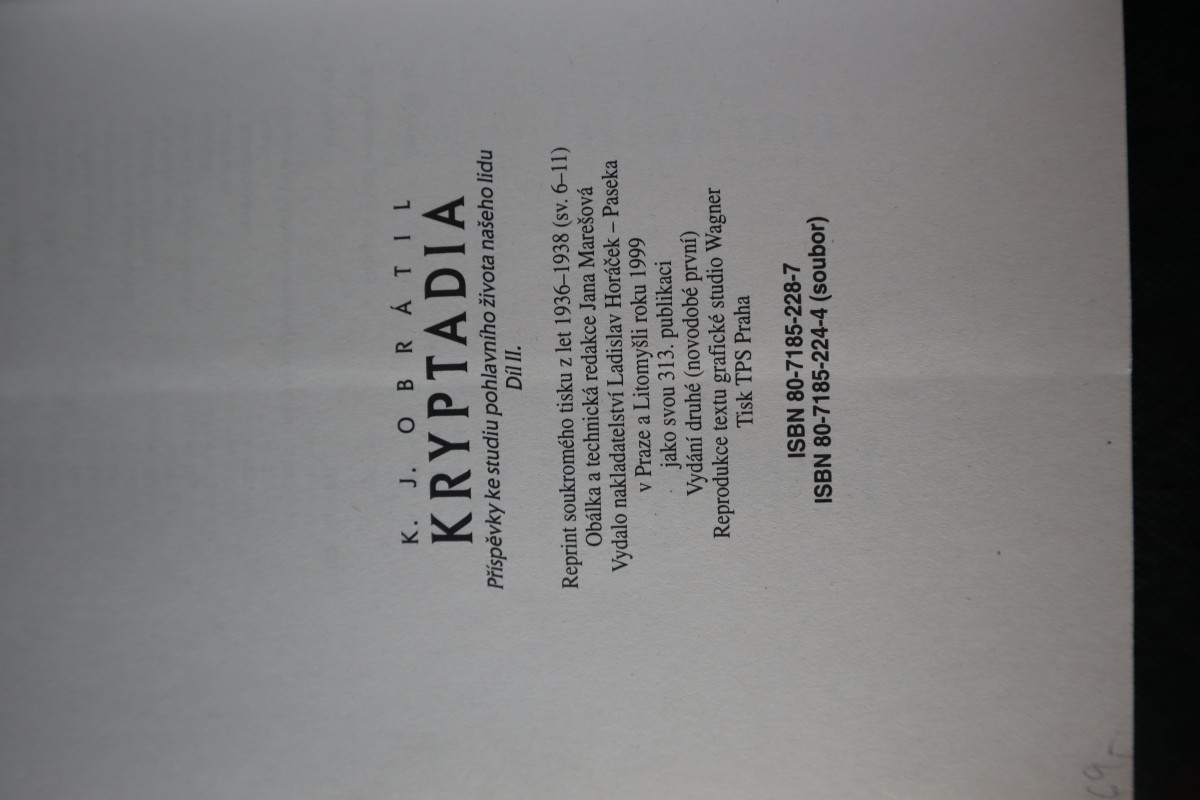 K. J. OBRÁTIL
KRYPTADIA
Příspěvky ke studiu pohlavního života našeho lidu
Díl II.
Reprint soukromého tisku z let 1936–1938 (sv. 6–11)
Obálka a technická redakce Jana Marešová
Vydalo nakladatelství Ladislav Horáček – Paseka
v Praze a Litomyšli roku 1999
jako svou 313. publikaci
Vydání druhé (novodobé první)
Reprodukce textu grafické studio Wagner
Tisk TPS Praha
ISBN 80-7185-228-7
ISBN 80-7185-224-4 (soubor)